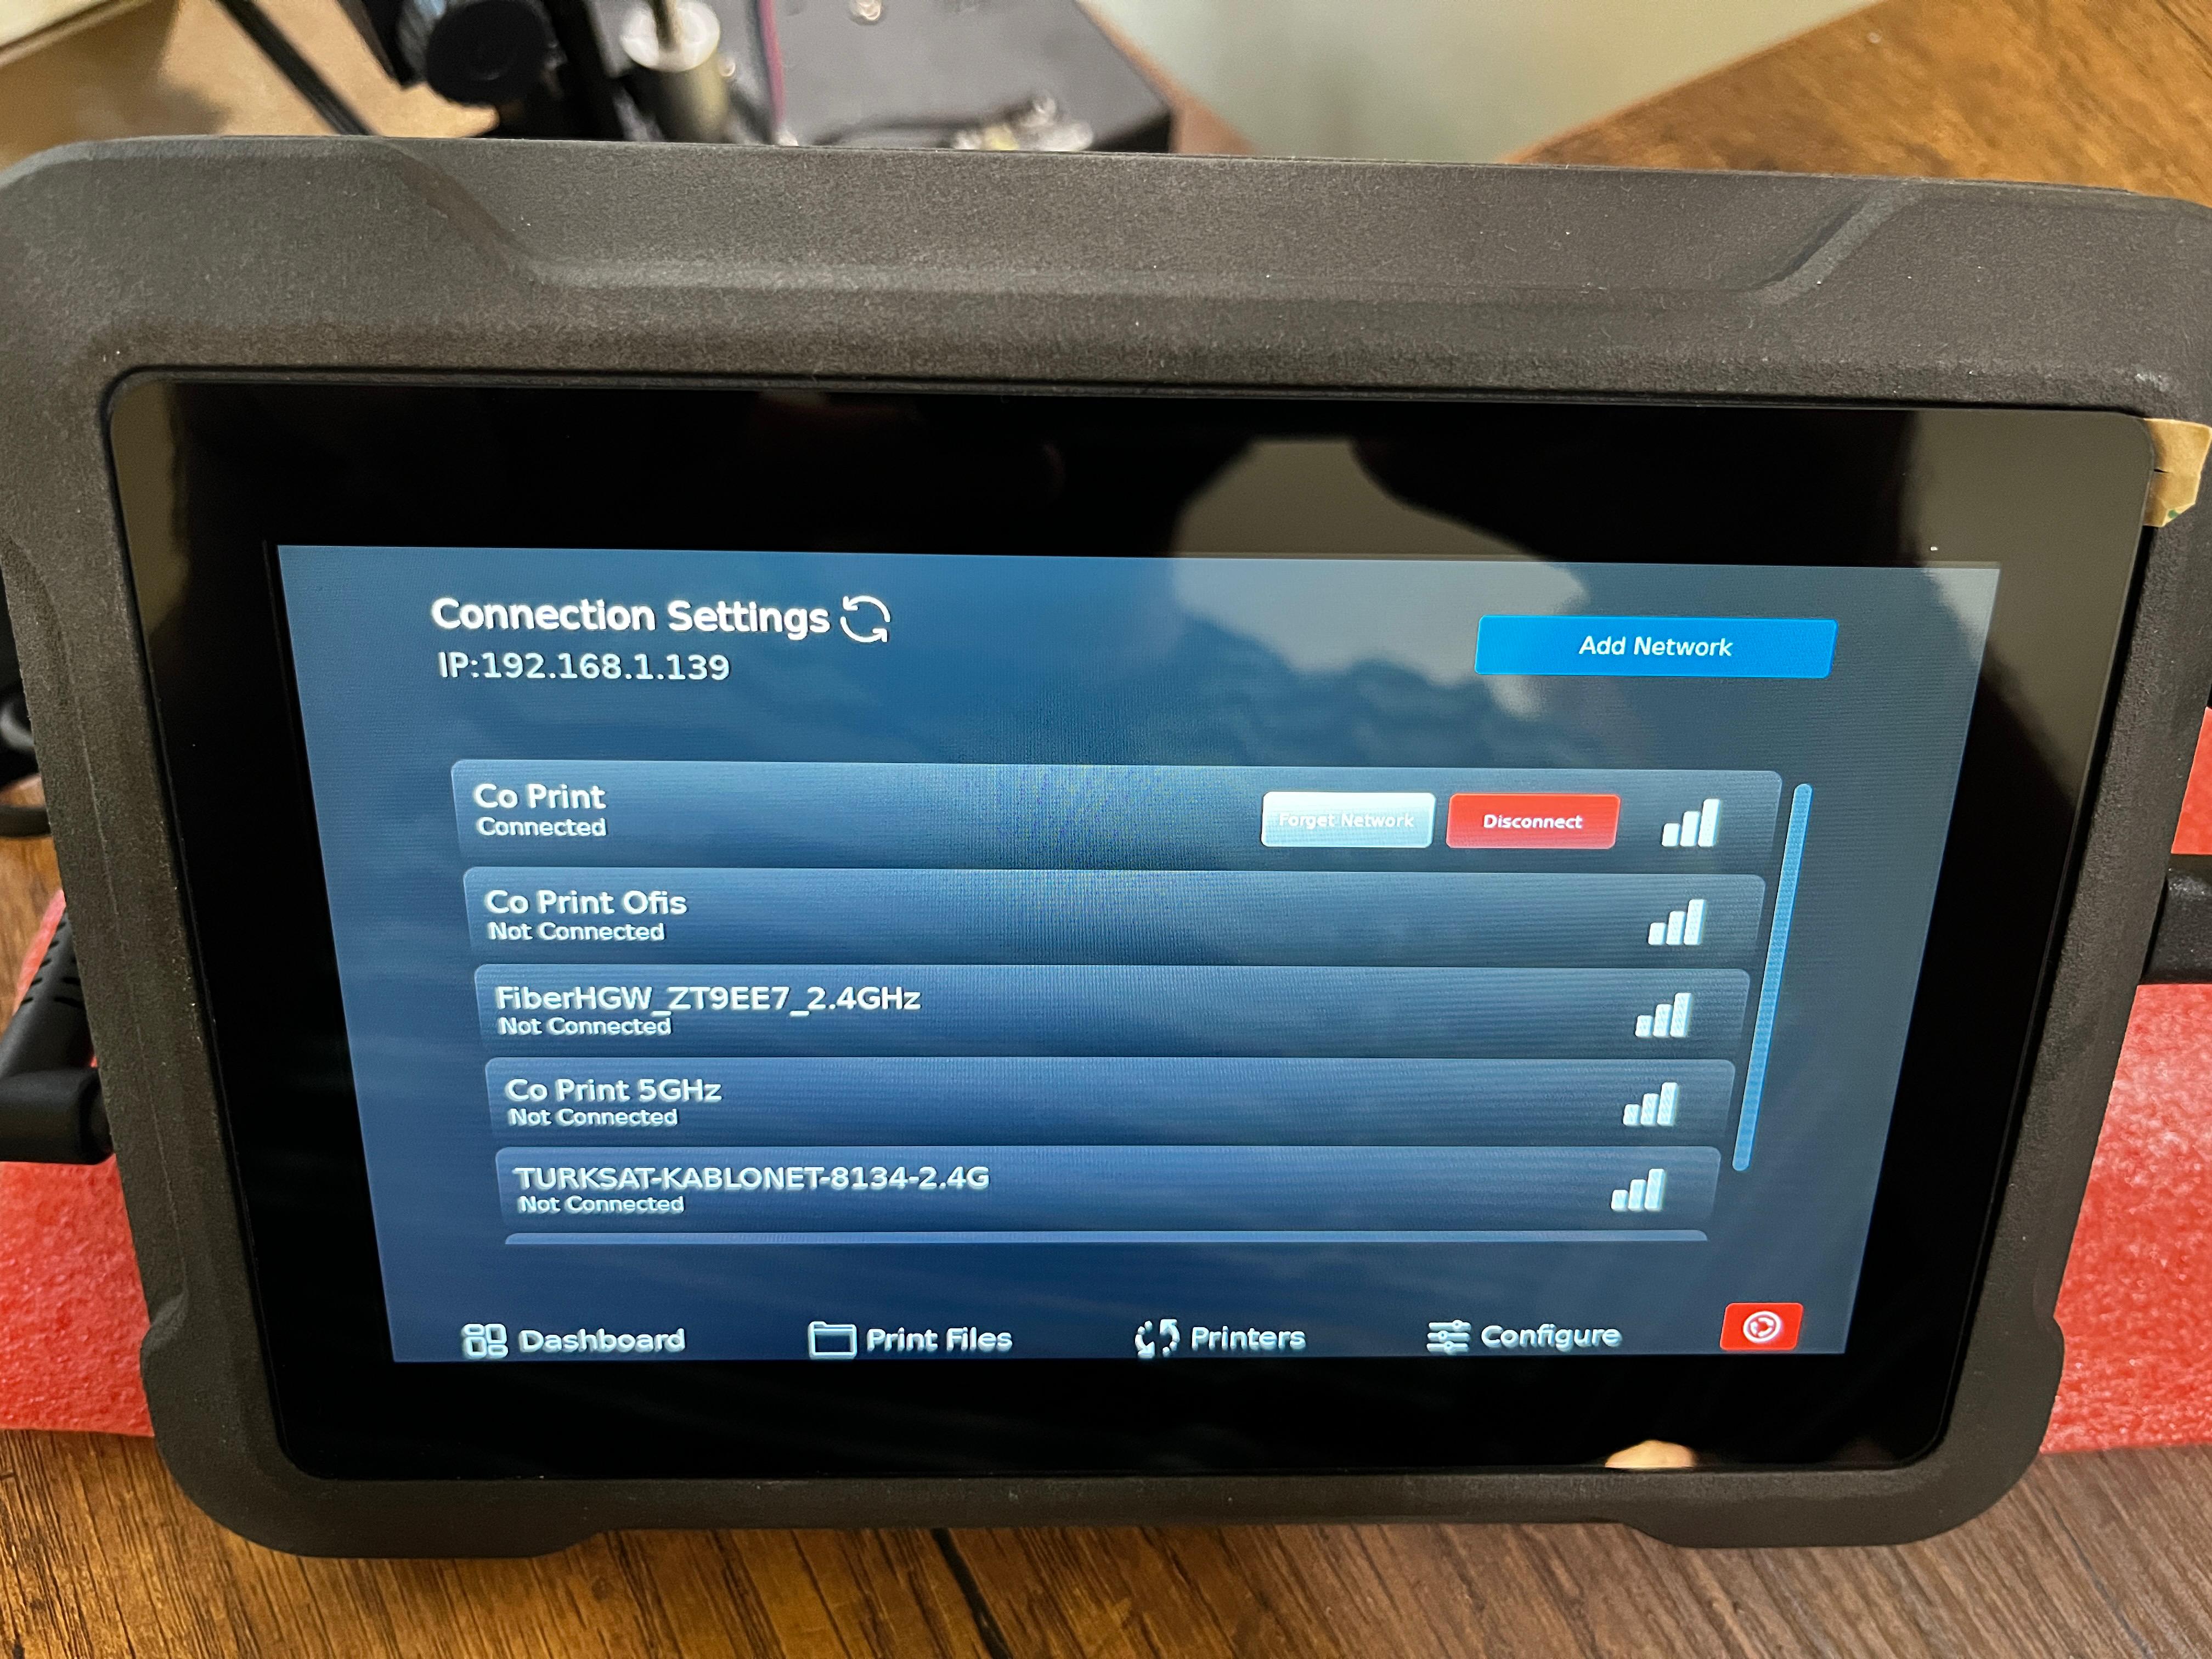 Connection Settings
IP:192.168.1.139
Add Network
Co Print
Connected
Forget Network
Disconnect
Co Print Ofis
Not Connected
FiberHGW_ZT9EE7_2.4GHz
Not Connected
Co Print 5GHz
Not Connected
TURKSAT-KABLONET-8134-2.4G
Not Connected
Dashboard
Print Files
Printers
Configure